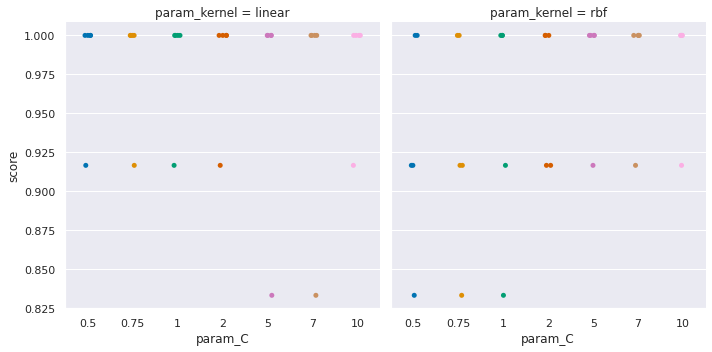 param_kernel = linear
param_kernel = rbf
1.000
0.975
0.950
0.925
0.900
0.875
0.850
0.825
score
0.5 0.75 1 2 5 7 10
0.5 0.75 1 2 5 7 10
param_C
param_C